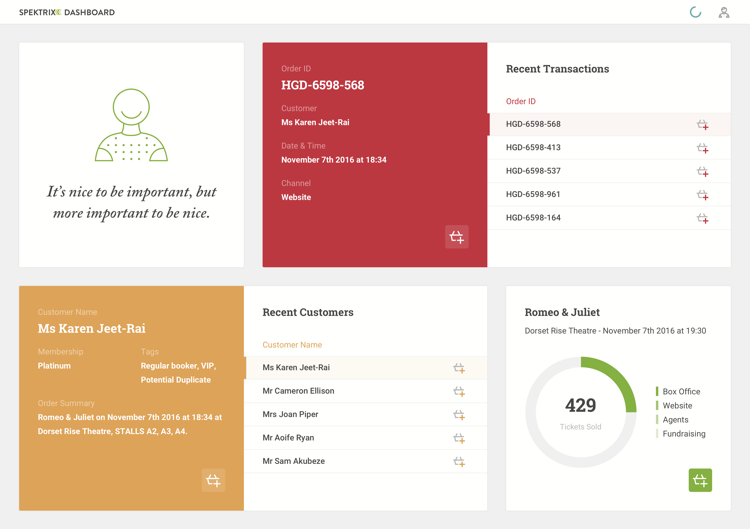 SPEKTRIX DASHBOARD
It's nice to be important, but
more important to be nice.
Order ID
HGD-6598-568
Customer
Ms Karen Jeet-Rai
Date & Time
November 7th 2016 at 18:34
Channel
Website
Recent Transactions
Order ID
HGD-6598-568
HGD-6598-413
HGD-6598-537
HGD-6598-961
HGD-6598-164
Customer Name
Ms Karen Jeet-Rai
Membership
Platinum
Tags
Regular booker, VIP,
Potential Duplicate
Order Summary
Romeo & Juliet on November 7th 2016 at 18:34 at
Dorset Rise Theatre, STALLS A2, A3, A4.
Recent Customers
Customer Name
Ms Karen Jeet-Rai
Mr Cameron Ellison
Mrs Joan Piper
Mr Aoife Ryan
Mr Sam Akubeze
Romeo & Juliet
Dorset Rise Theatre - November 7th 2016 at 19:30
429
Tickets Sold
Box Office
Website
Agents
Fundraising